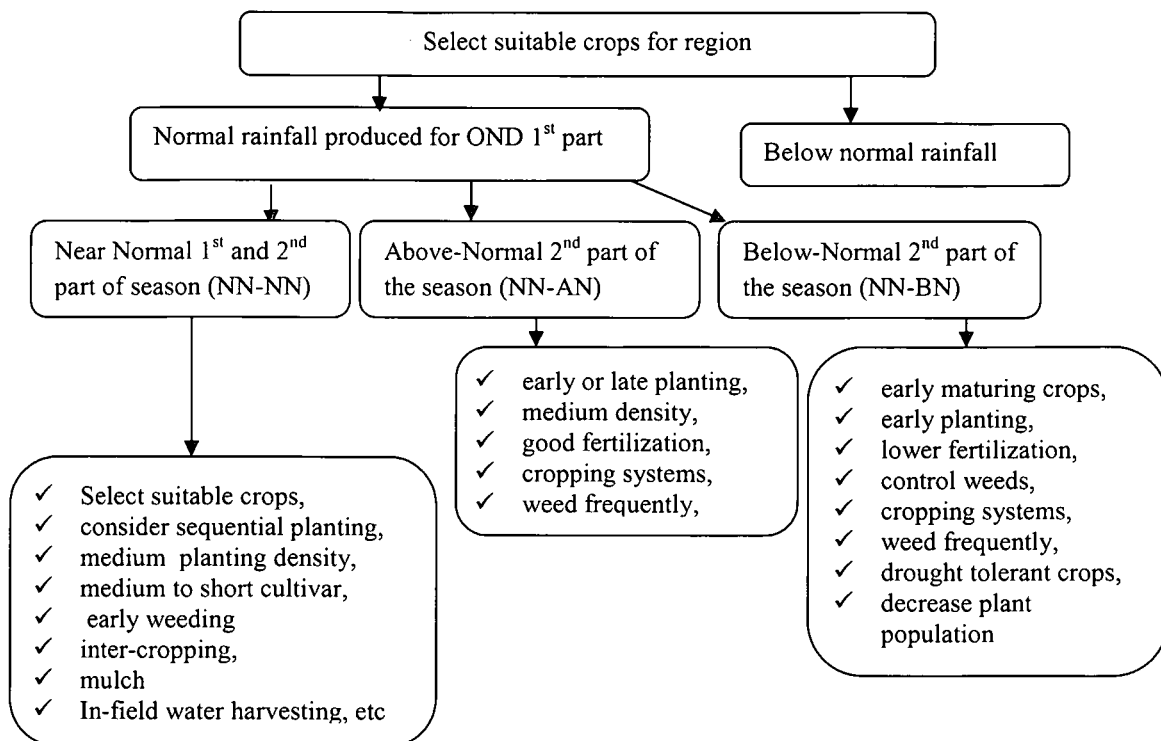 Select suitable crops for region
Normal rainfall produced for OND 1st part
Below normal rainfall
Near Normal 1st and 2nd
part of season (NN-NN)
Above-Normal 2nd part of
the season (NN-AN)
Below-Normal 2nd part of
the season (NN-BN)
✓ Select suitable crops,
✓ consider sequential planting,
✓ medium planting density,
✓ medium to short cultivar,
✓ early weeding
✓ inter-cropping,
✓ mulch
✓ In-field water harvesting, etc
✓ early or late planting,
✓ medium density,
✓ good fertilization,
✓ cropping systems,
✓ weed frequently,
✓ early maturing crops,
✓ early planting,
✓ lower fertilization,
✓ control weeds,
✓ cropping systems,
✓ weed frequently,
✓ drought tolerant crops,
✓ decrease plant
population